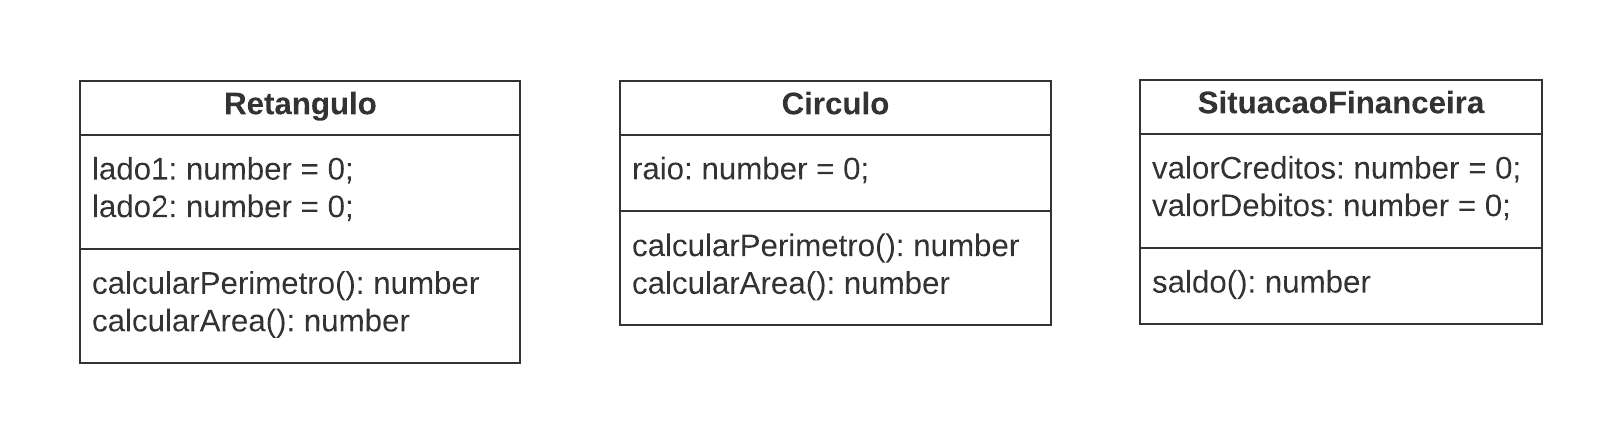 Retangulo
lado1: number = 0;
lado2: number = 0;
calcularPerimetro(): number
calcularArea(): number
Circulo
raio: number = 0;
calcularPerimetro(): number
calcularArea(): number
SituacaoFinanceira
valorCreditos: number = 0;
valorDebitos: number = 0;
saldo(): number